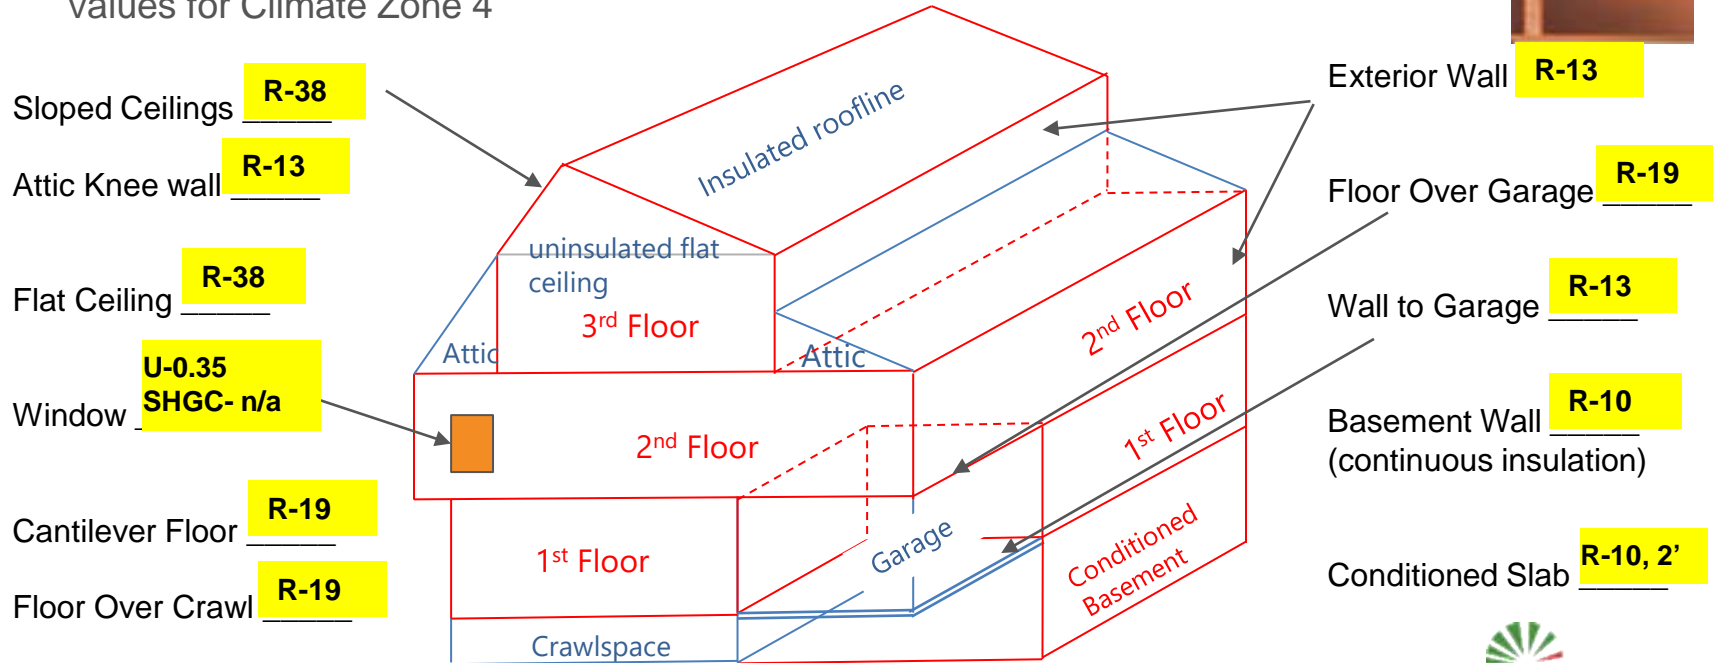 values for Climate Zone 4
Sloped Ceilings R-38
Attic Knee wall R-13
Flat Ceiling R-38
Window U-0.35
SHGC- n/a
Cantilever Floor R-19
Floor Over Crawl R-19
Insulated roofline
uninsulated flat
ceiling
3rd Floor
Attic
Attic
2nd Floor
2nd Floor
1st Floor
1st Floor
Garage
Conditioned
Basement
Crawlspace
Exterior Wall R-13
Floor Over Garage R-19
Wall to Garage R-13
Basement Wall R-10
(continuous insulation)
Conditioned Slab R-10, 2’